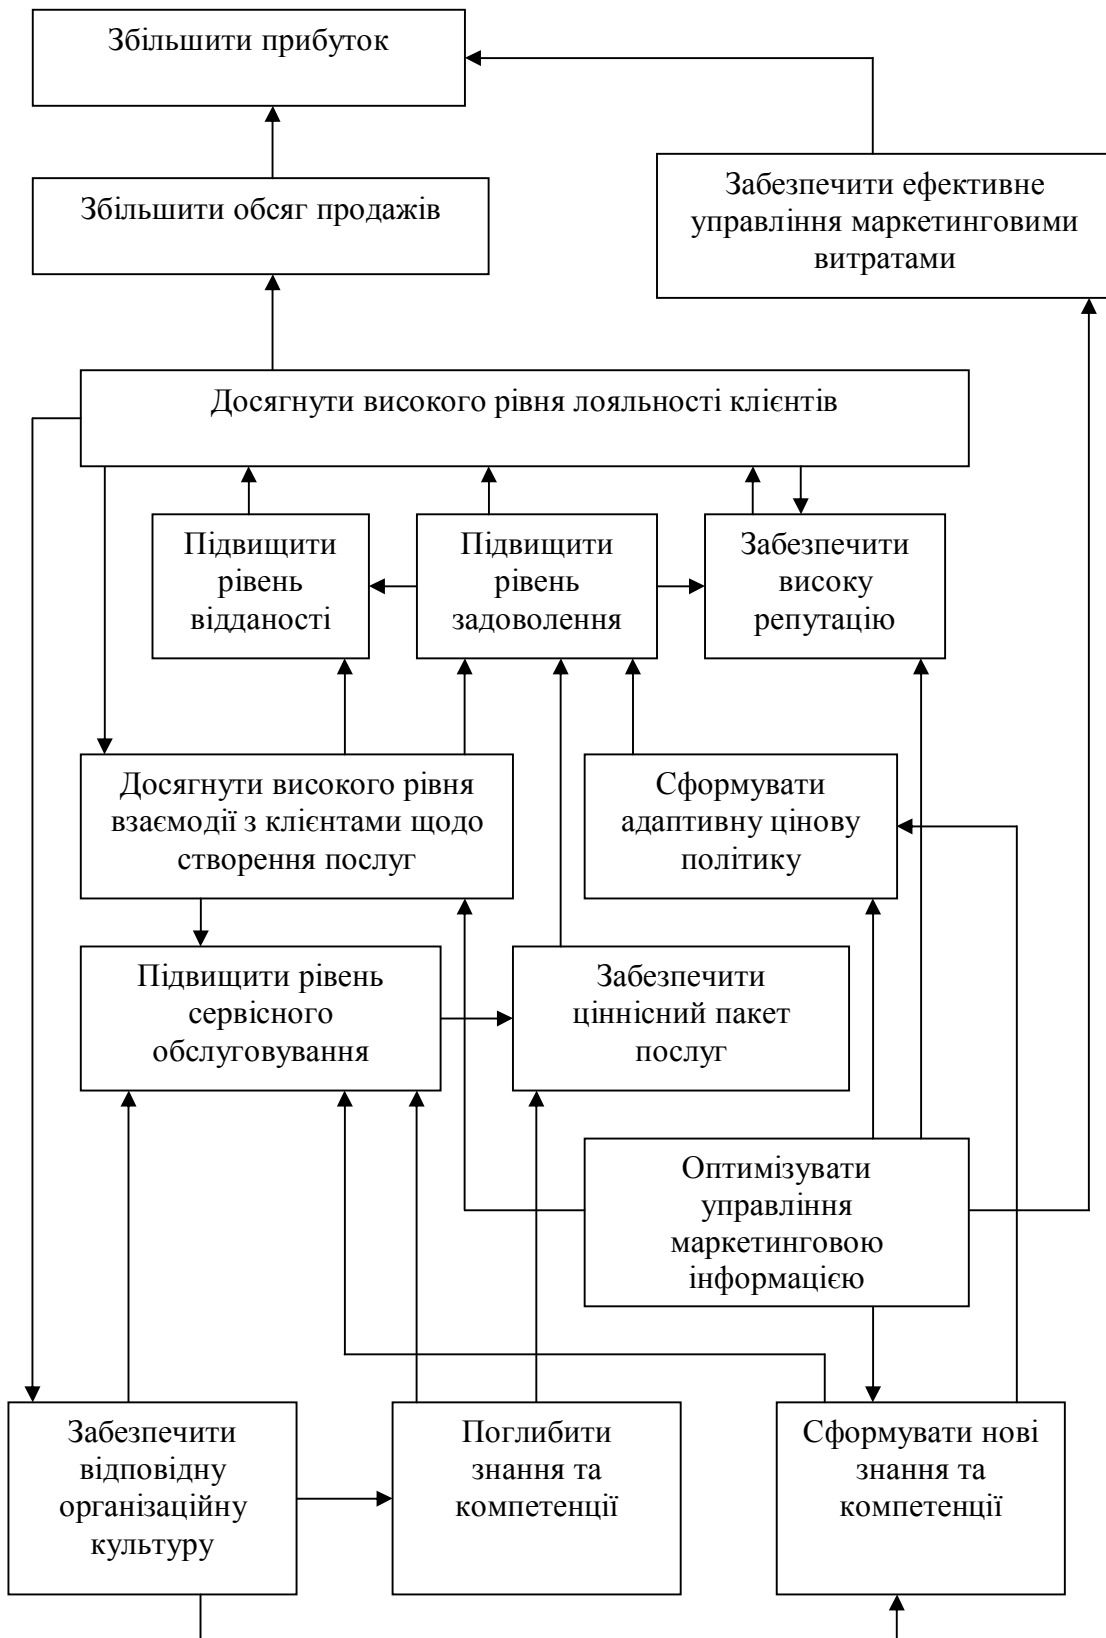 Збільшити прибуток
Збільшити обсяг продажів
Забезпечити ефективне
управління маркетинговими
витратами
Досягнути високого рівня лояльності клієнтів
Підвищити
рівень
відданості
Підвищити
рівень
задоволення
Забезпечити
високу
репутацію
Досягнути високого рівня
взаємодії з клієнтами щодо
створення послуг
Сформувати
адаптивну цінову
політику
Підвищити рівень
сервісного
обслуговування
Забезпечити
ціннісний пакет
послуг
Оптимізувати
управління
маркетинговою
інформацією
Забезпечити
відповідну
організаційну
культуру
Поглибити
знання та
компетенції
Сформувати нові
знання та
компетенції